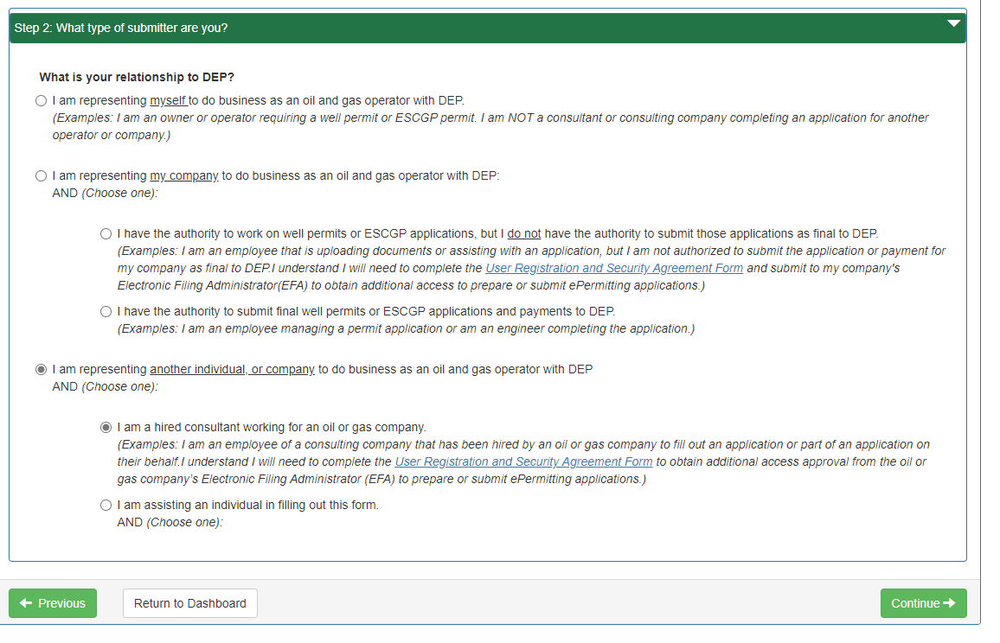 Step 2: What type of submitter are you?
What is your relationship to DEP?
I am representing myself to do business as an oil and gas operator with DEP.
(Examples: I am an owner or operator requiring a well permit or ESCGP permit. I am NOT a consultant or consulting company completing an application for another
operator or company.)
I am representing my company to do business as an oil and gas operator with DEP:
AND (Choose one):
I have the authority to work on well permits or ESCGP applications, but I do not have the authority to submit those applications as final to DEP.
(Examples: I am an employee that is uploading documents or assisting with an application, but I am not authorized to submit the application or payment for
my company as final to DEP.I understand I will need to complete the User Registration and Security Agreement Form and submit to my company's
Electronic Filing Administrator(EFA) to obtain additional access to prepare or submit ePermitting applications.)
I have the authority to submit final well permits or ESCGP applications and payments to DEP.
(Examples: I am an employee managing a permit application or am an engineer completing the application.)
I am representing another individual, or company to do business as an oil and gas operator with DEP
AND (Choose one):
I am a hired consultant working for an oil or gas company.
(Examples: I am an employee of a consulting company that has been hired by an oil or gas company to fill out an application or part of an application on
their behalf.I understand I will need to complete the User Registration and Security Agreement Form to obtain additional access approval from the oil or
gas company's Electronic Filing Administrator (EFA) to prepare or submit ePermitting applications.)
I am assisting an individual in filling out this form.
AND (Choose one):
Previous
Return to Dashboard
Continue